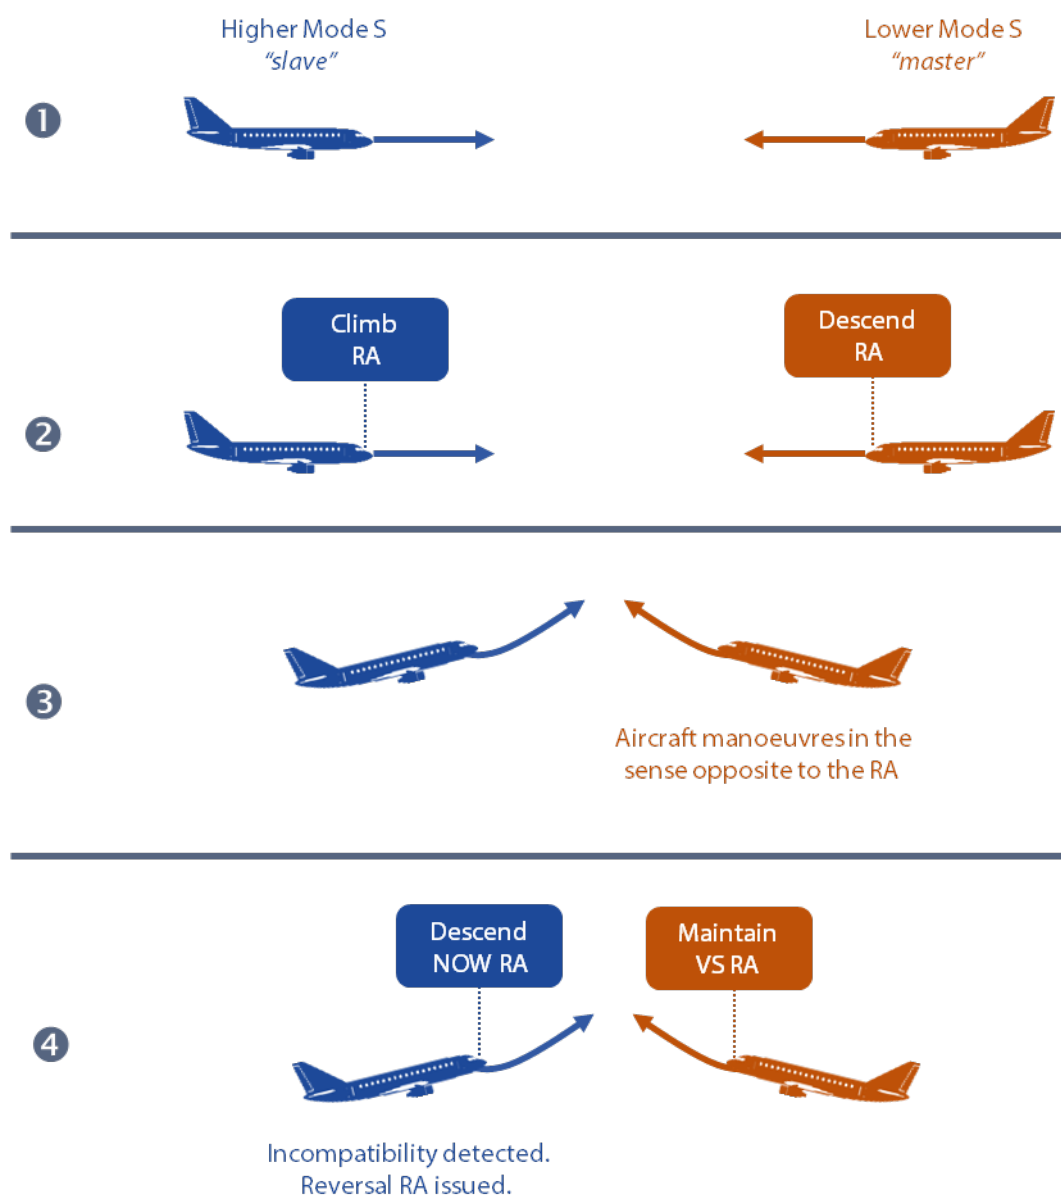 Higher Mode S
“slave”
Lower Mode S
“master”
1
2
Climb
RA
Descend
RA
3
Aircraft manoeuvres in the
sense opposite to the RA
4
Descend
NOW RA
Maintain
VS RA
Incompatibility detected.
Reversal RA issued.